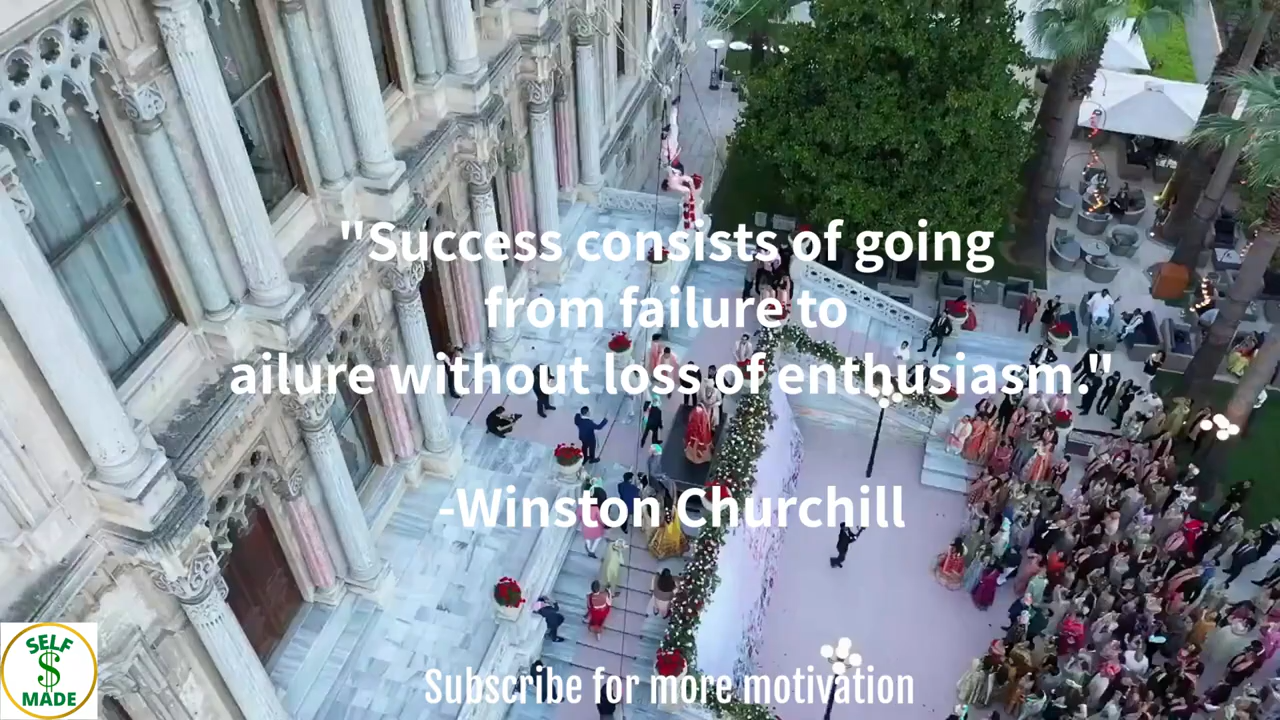 "Success consists of going
from failure to
ailure without loss of enthusiasm."
-Winston Churchill
SELF
$
MADE
Subscribe for more motivation